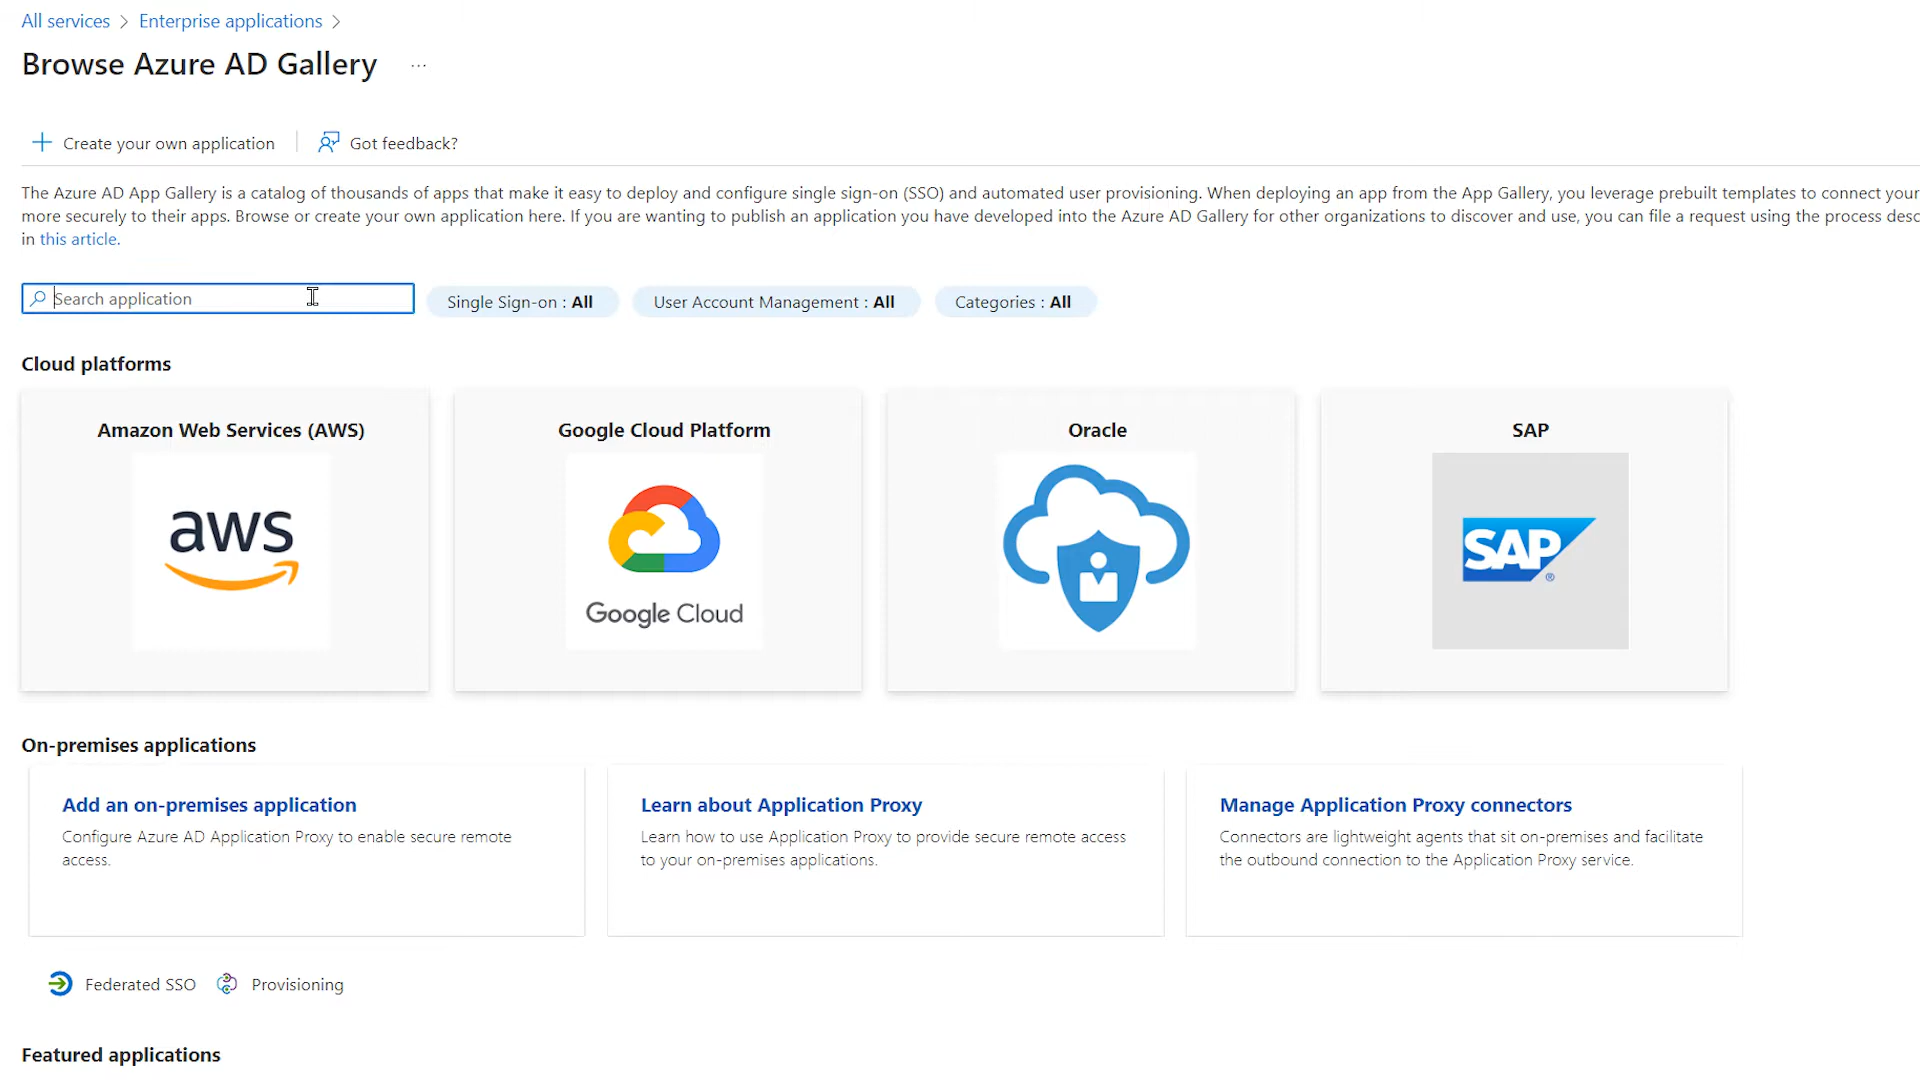 All services > Enterprise applications >
Browse Azure AD Gallery ...
Create your own application | Got feedback?
The Azure AD App Gallery is a catalog of thousands of apps that make it easy to deploy and configure single sign-on (SSO) and automated user provisioning. When deploying an app from the App Gallery, you leverage prebuilt templates to connect your
more securely to their apps. Browse or create your own application here. If you are wanting to publish an application you have developed into the Azure AD Gallery for other organizations to discover and use, you can file a request using the process desc
in this article.
Search application
Single Sign-on : All
User Account Management : All
Categories : All
Cloud platforms
Amazon Web Services (AWS)
aws
Google Cloud Platform
Google Cloud
Oracle
SAP
SAP®
On-premises applications
Add an on-premises application
Configure Azure AD Application Proxy to enable secure remote
access.
Learn about Application Proxy
Learn how to use Application Proxy to provide secure remote access
to your on-premises applications.
Manage Application Proxy connectors
Connectors are lightweight agents that sit on-premises and facilitate
the outbound connection to the Application Proxy service.
Federated SSO
Provisioning
Featured applications